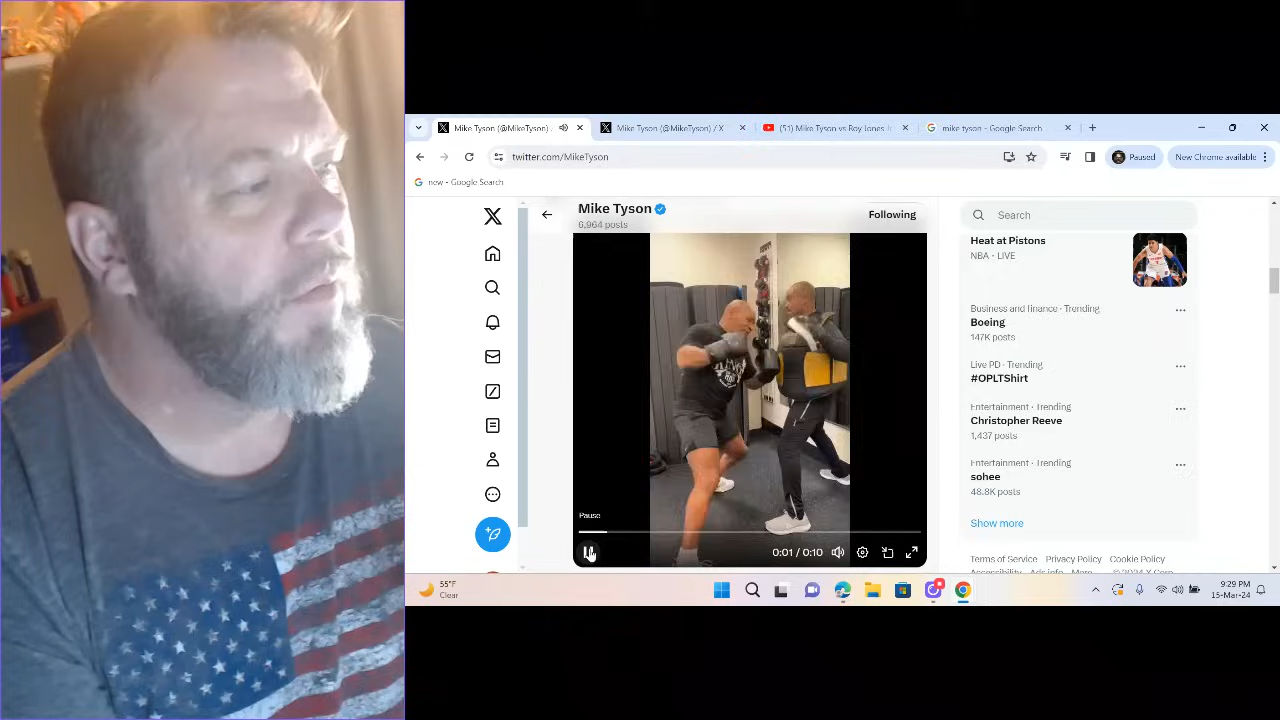 Mike Tyson (@MikeTyson)
Mike Tyson (@MikeTyson) / X
(51) Mike Tyson vs Roy Jones
mike tyson - Google Search
twitter.com/MikeTyson
Paused
New Chrome available
new - Google Search
Mike Tyson
6,964 posts
Following
Search
Heat at Pistons
NBA · LIVE
Business and finance · Trending
Boeing
147K posts
Live PD · Trending
#OPLTShirt
Entertainment · Trending
Christopher Reeve
1,437 posts
Entertainment · Trending
sohee
48.8K posts
Show more
Pause
0:01 / 0:10
Terms of Service Privacy Policy Cookie Policy
55°F
Clear
9:29 PM
15-Mar-24